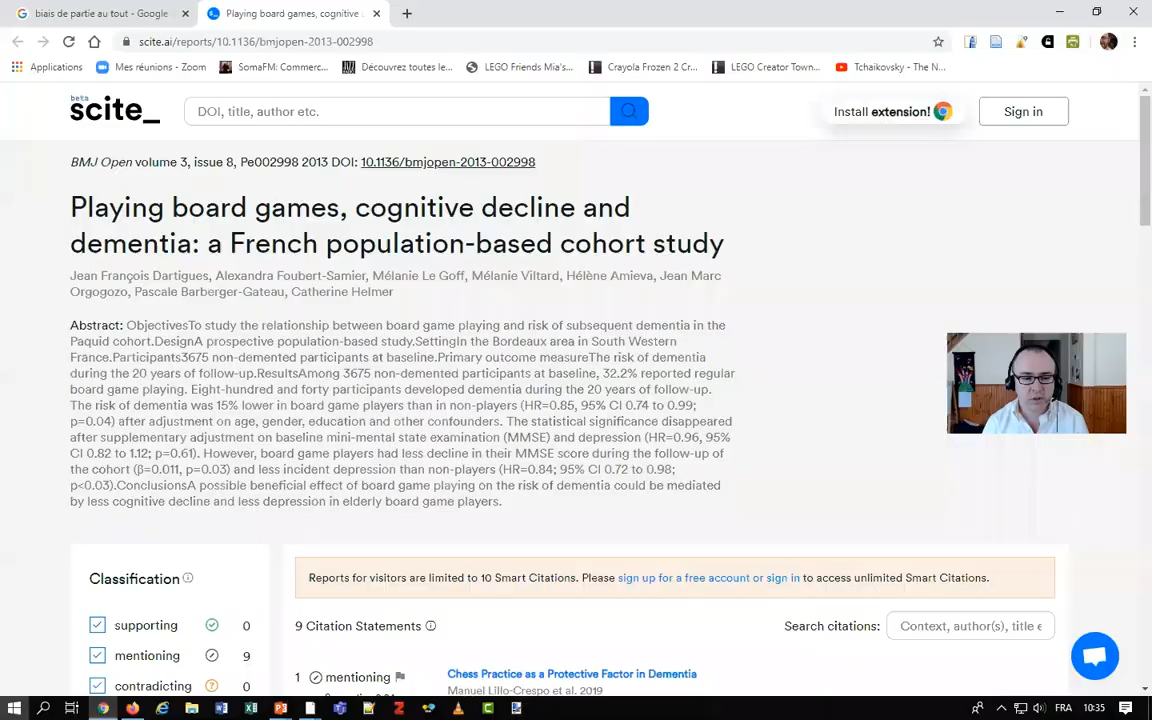 biais de partie au tout - Google
Playing board games, cognitive
scite.ai/reports/10.1136/bmjopen-2013-002998
Applications
Mes réunions - Zoom
SomaFM: Commerc...
Découvrez toutes le...
LEGO Friends Mia's...
Crayola Frozen 2 Cr...
LEGO Creator Town...
Tchaikovsky - The N...
beta
scite_
DOI, title, author etc.
Install extension!
Sign in
BMJ Open volume 3, issue 8, Pe002998 2013 DOI: 10.1136/bmjopen-2013-002998
Playing board games, cognitive decline and
dementia: a French population-based cohort study
Jean François Dartigues, Alexandra Foubert-Samier, Mélanie Le Goff, Mélanie Viltard, Hélène Amieva, Jean Marc
Orgogozo, Pascale Barberger-Gateau, Catherine Helmer
Abstract: ObjectivesTo study the relationship between board game playing and risk of subsequent dementia in the
Paquid cohort.DesignA prospective population-based study.SettingIn the Bordeaux area in South Western
France.Participants3675 non-demented participants at baseline.Primary outcome measureThe risk of dementia
during the 20 years of follow-up.ResultsAmong 3675 non-demented participants at baseline, 32.2% reported regular
board game playing. Eight-hundred and forty participants developed dementia during the 20 years of follow-up.
The risk of dementia was 15% lower in board game players than in non-players (HR=0.85, 95% CI 0.74 to 0.99;
p=0.04) after adjustment on age, gender, education and other confounders. The statistical significance disappeared
after supplementary adjustment on baseline mini-mental state examination (MMSE) and depression (HR=0.96, 95%
CI 0.82 to 1.12; p=0.61). However, board game players had less decline in their MMSE score during the follow-up of
the cohort (β=0.011, p=0.03) and less incident depression than non-players (HR=0.84; 95% CI 0.72 to 0.98;
p<0.03).ConclusionsA possible beneficial effect of board game playing on the risk of dementia could be mediated
by less cognitive decline and less depression in elderly board game players.
Classification
supporting 0
mentioning 9
contradicting 0
Reports for visitors are limited to 10 Smart Citations. Please sign up for a free account or sign in to access unlimited Smart Citations.
9 Citation Statements
Search citations:
Context, author(s), title e
1 mentioning
Chess Practice as a Protective Factor in Dementia
Manuel Lillo-Crespo et al. 2019
FRA
10:35